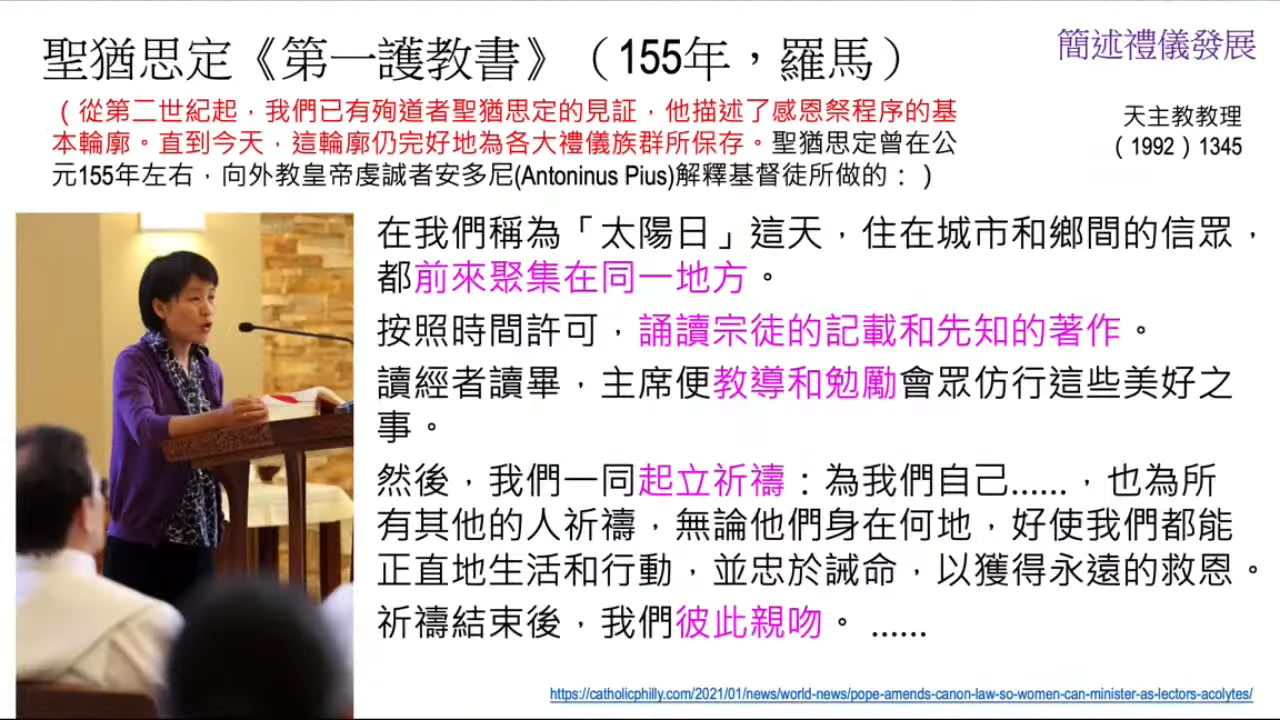 聖猶思定《第一護教書》（155年，羅馬）
簡述禮儀發展
（從第二世紀起，我們已有殉道者聖猶思定的見証，他描述了感恩祭程序的基
本輪廓。直到今天，這輪廓仍完好地為各大禮儀族群所保存。聖猶思定曾在公
元155年左右，向外教皇帝虔誠者安多尼(Antoninus Pius)解釋基督徒所做的：）
天主教教理
（1992）1345
在我們稱為「太陽日」這天，住在城市和鄉間的信眾，
都前來聚集在同一地方。
按照時間許可，誦讀宗徒的記載和先知的著作。
讀經者讀畢，主席便教導和勉勵會眾仿行這些美好之
事。
然後，我們一同起立祈禱：為我們自己......，也為所
有其他的人祈禱，無論他們身在何地，好使我們都能
正直地生活和行動，並忠於誡命，以獲得永遠的救恩。
祈禱結束後，我們彼此親吻。......
https://catholicphilly.com/2021/01/news/world-news/pope-amends-canon-law-so-women-can-minister-as-lectors-acolytes/